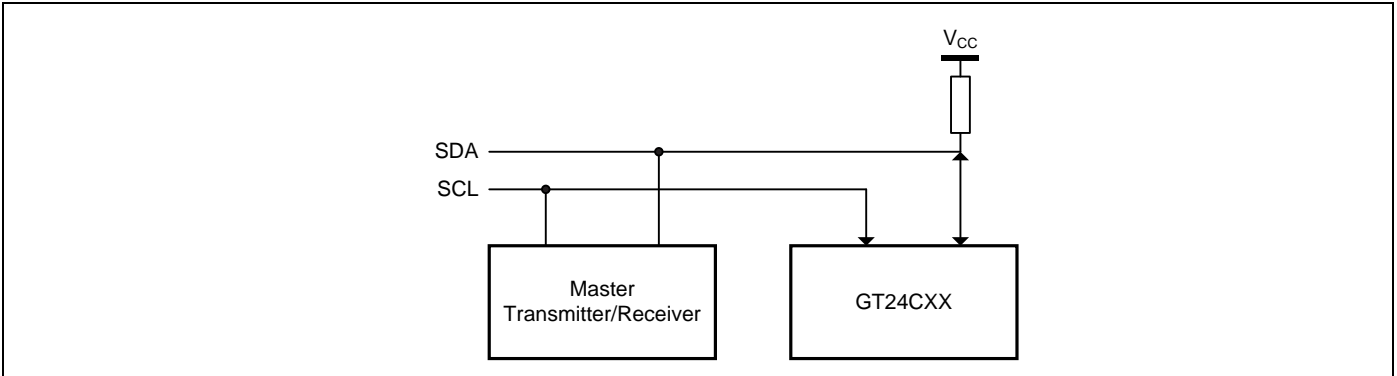 VCC
SDA
SCL
Master
Transmitter/Receiver
GT24CXX